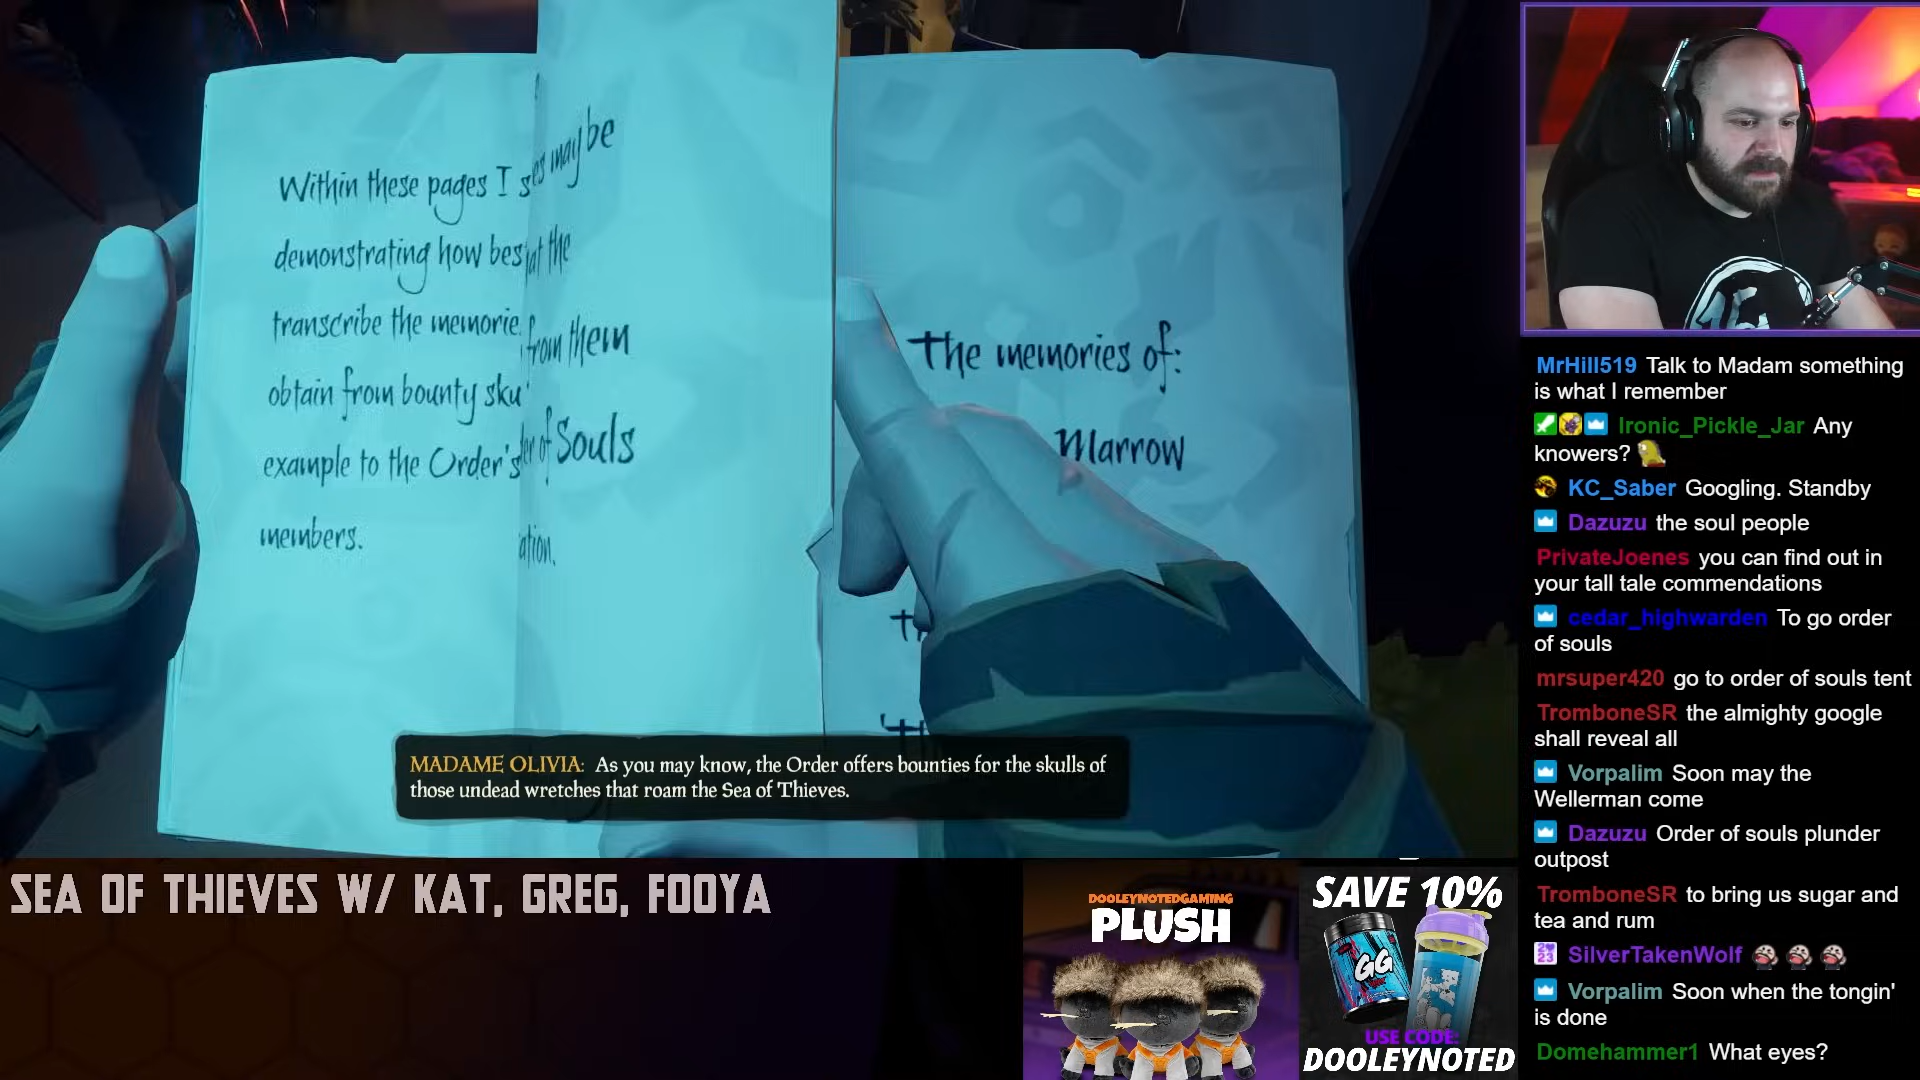 Within these pages I s
demonstrating how bes
transcribe the memorie
obtain from bounty sku
example to the Order's
members.
es may be
at the
from them
of Souls
ation.
The memories of:
Marrow
MADAME OLIVIA: As you may know, the Order offers bounties for the skulls of
those undead wretches that roam the Sea of Thieves.
SEA OF THIEVES W/ KAT, GREG, FOOYA
DOOLEYNOTEDGAMING
PLUSH
SAVE 10%
GG
USE CODE:
DOOLEYNOTED
MrHill519 Talk to Madam something
is what I remember
Ironic_Pickle_Jar Any
knowers?
KC_Saber Googling. Standby
Dazuzu the soul people
PrivateJoenes you can find out in
your tall tale commendations
cedar_highwarden To go order
of souls
mrsuper420 go to order of souls tent
TromboneSR the almighty google
shall reveal all
Vorpalim Soon may the
Wellerman come
Dazuzu Order of souls plunder
outpost
TromboneSR to bring us sugar and
tea and rum
SilverTakenWolf
Vorpalim Soon when the tongin'
is done
Domehammer1 What eyes?